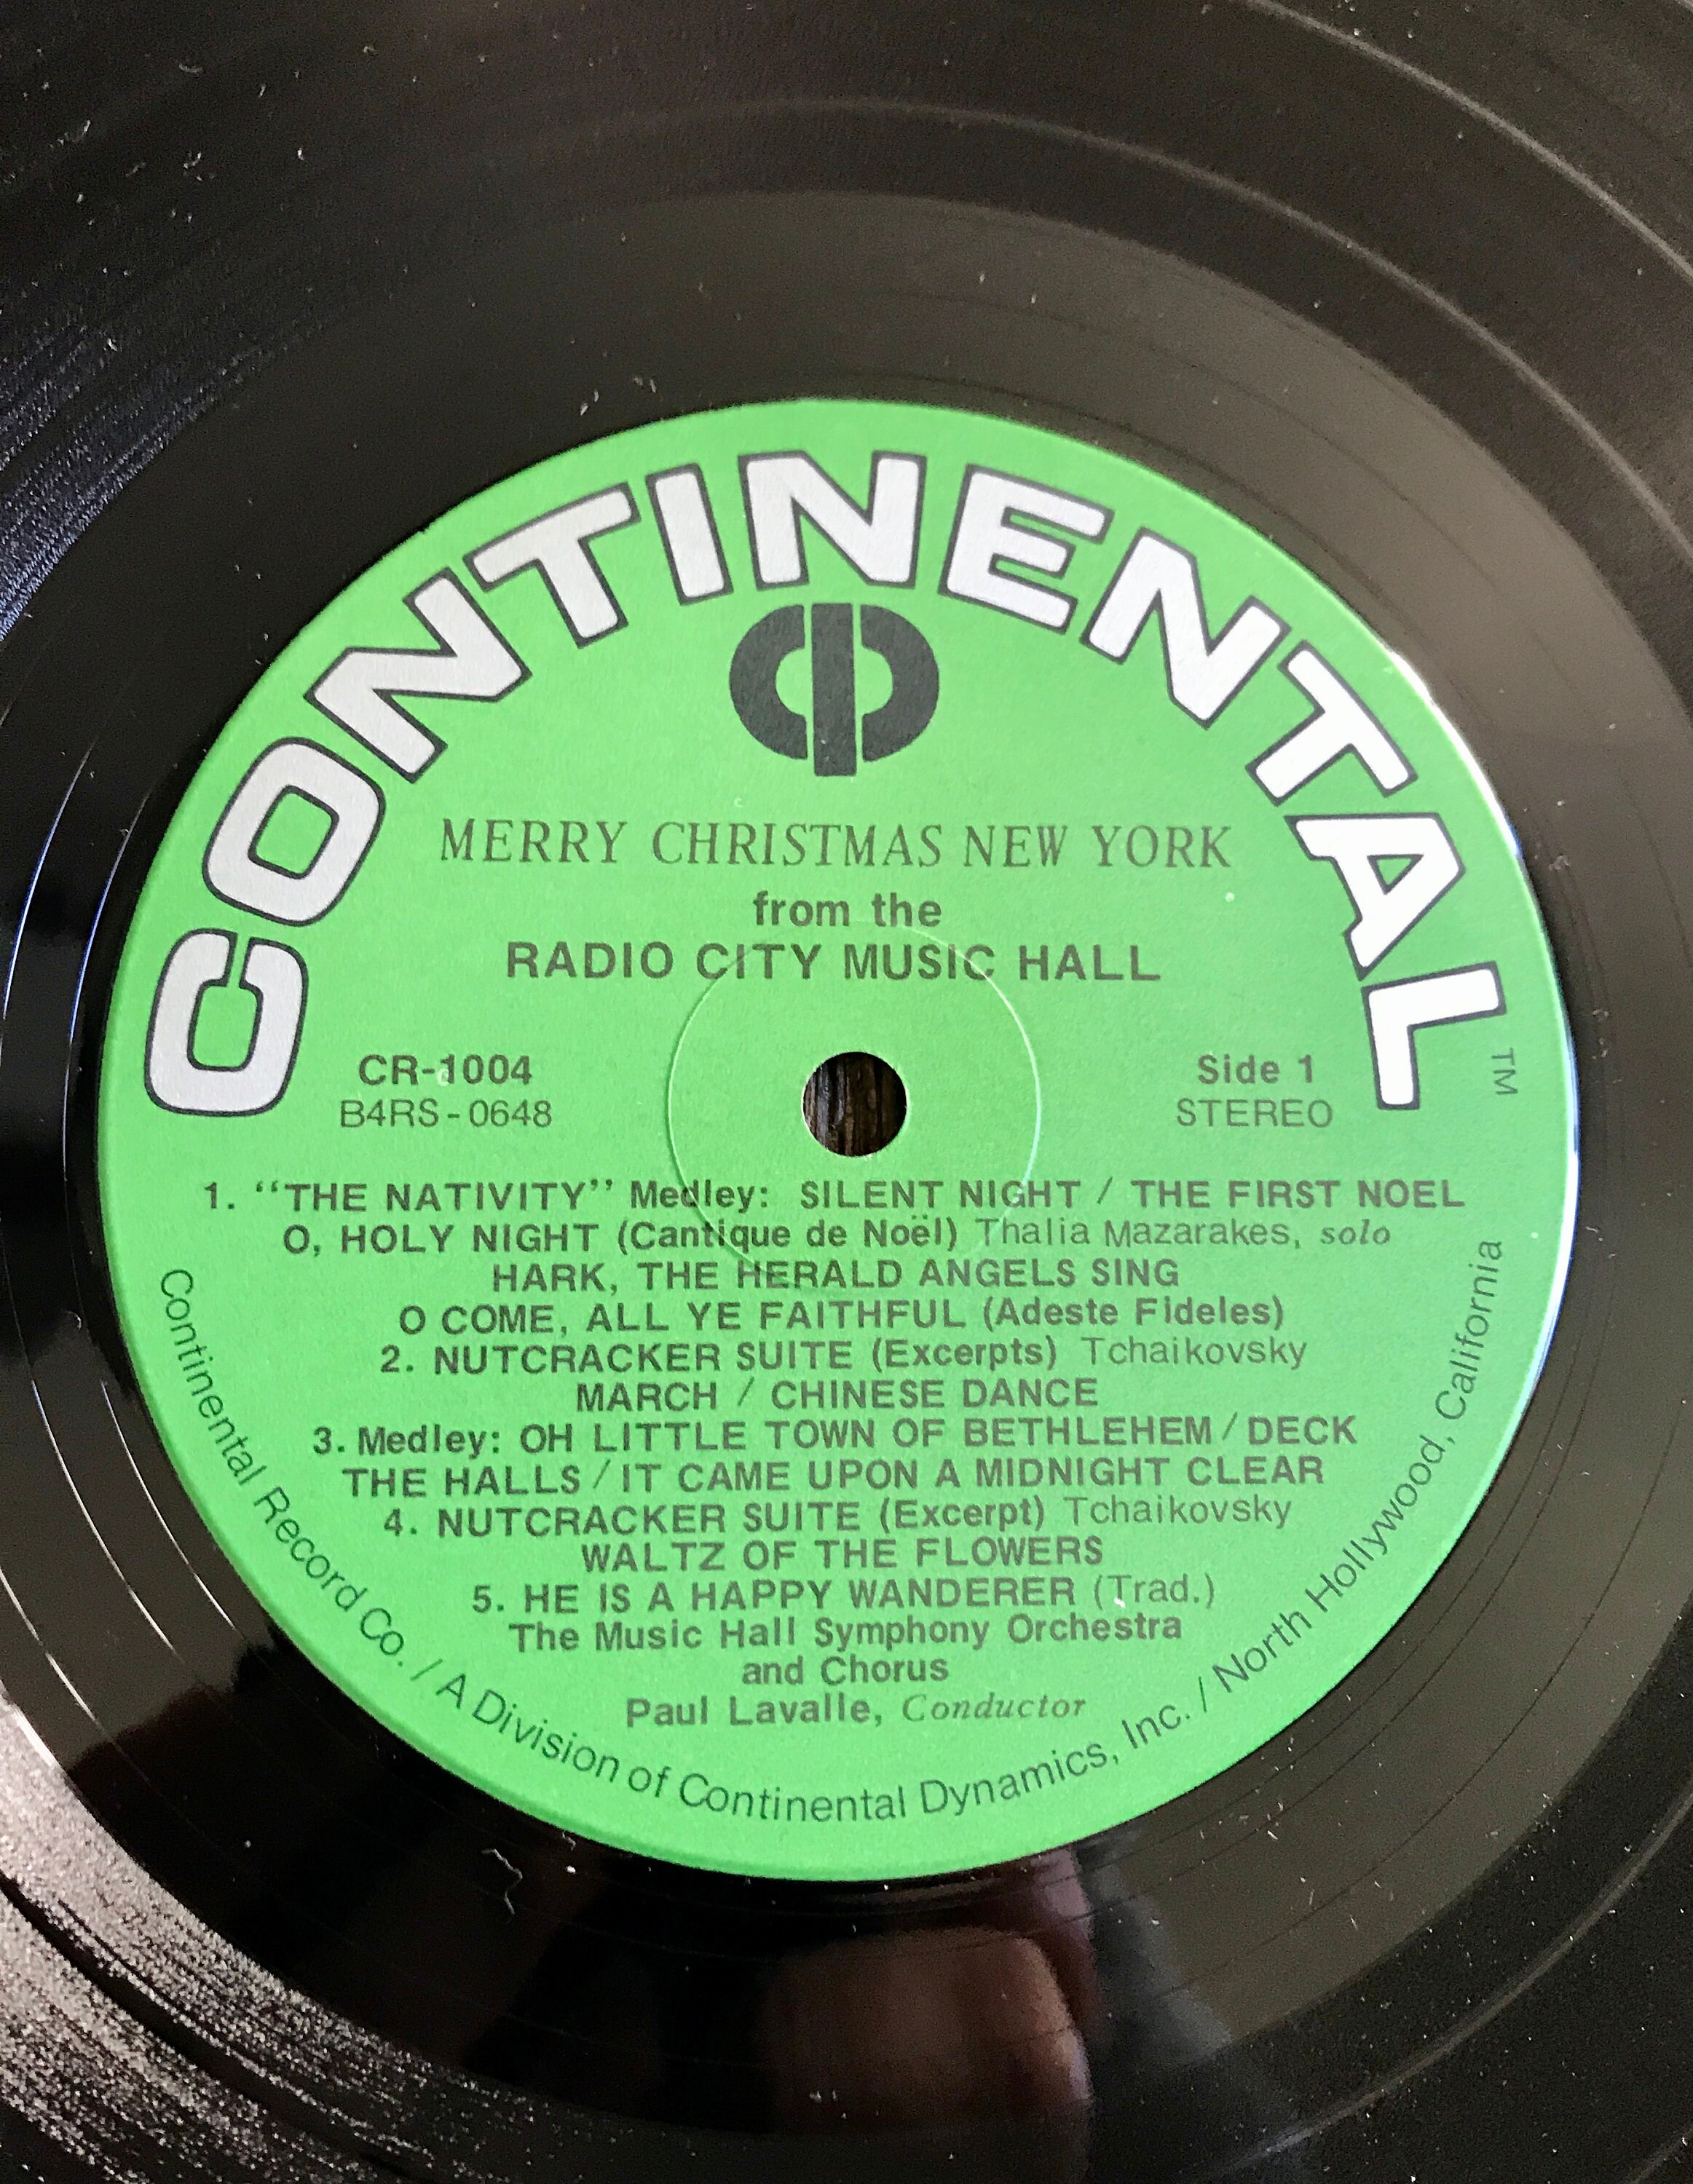 CONTINENTAL
TM
MERRY CHRISTMAS NEW YORK
from the
RADIO CITY MUSIC HALL
CR-1004
B4RS-0648
Side 1
STEREO
1. “THE NATIVITY” Medley: SILENT NIGHT / THE FIRST NOEL
O, HOLY NIGHT (Cantique de Noël) Thalia Mazarakes, solo
HARK, THE HERALD ANGELS SING
O COME, ALL YE FAITHFUL (Adeste Fideles)
2. NUTCRACKER SUITE (Excerpts) Tchaikovsky
MARCH / CHINESE DANCE
3. Medley: OH LITTLE TOWN OF BETHLEHEM / DECK
THE HALLS / IT CAME UPON A MIDNIGHT CLEAR
4. NUTCRACKER SUITE (Excerpt) Tchaikovsky
WALTZ OF THE FLOWERS
5. HE IS A HAPPY WANDERER (Trad.)
The Music Hall Symphony Orchestra
and Chorus
Paul Lavalle, Conductor
Continental Record Co. / A Division of Continental Dynamics, Inc. / North Hollywood, California